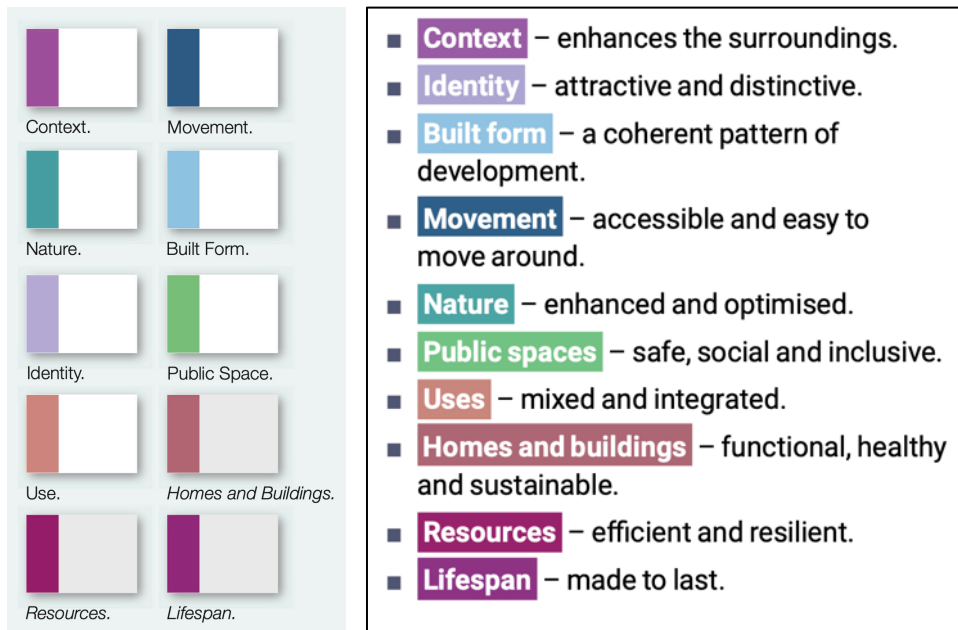 Context.
Movement.
Nature.
Built Form.
Identity.
Public Space.
Use.
Homes and Buildings.
Resources.
Lifespan.
Context – enhances the surroundings.
Identity – attractive and distinctive.
Built form – a coherent pattern of
development.
Movement – accessible and easy to
move around.
Nature – enhanced and optimised.
Public spaces – safe, social and inclusive.
Uses – mixed and integrated.
Homes and buildings – functional, healthy
and sustainable.
Resources – efficient and resilient.
Lifespan – made to last.